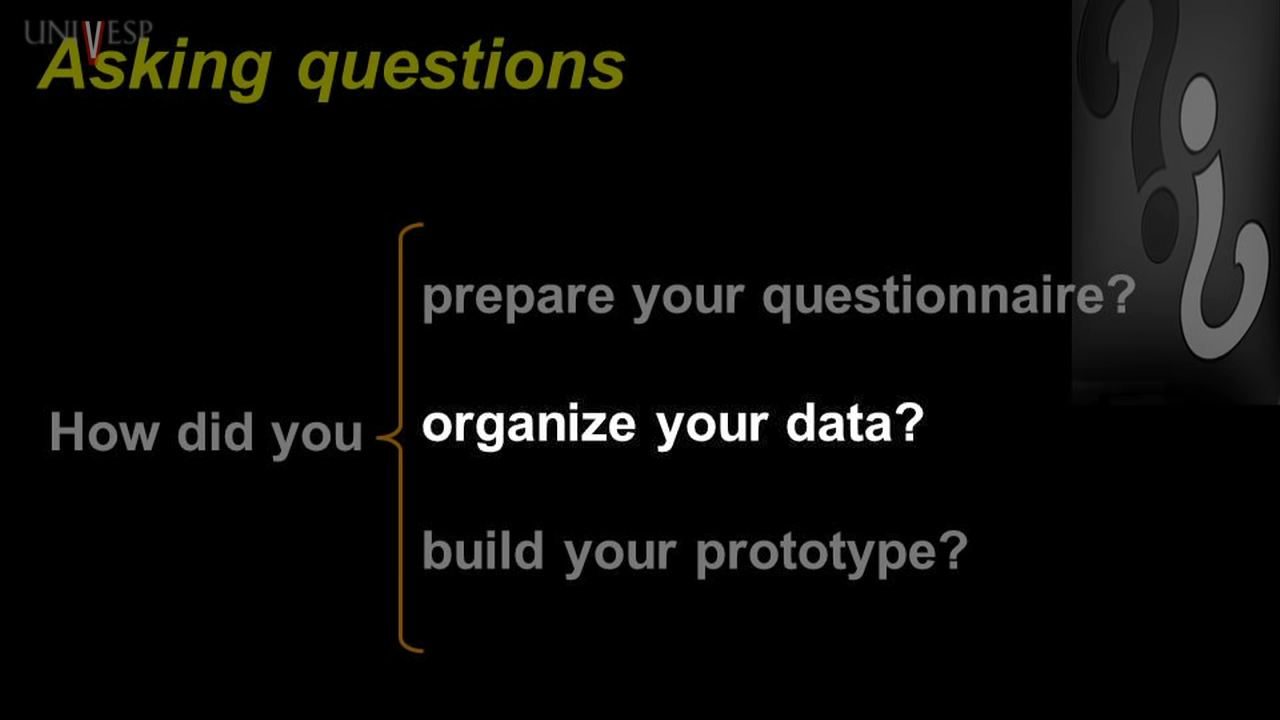 UNIVESP
Asking questions
prepare your questionnaire?
How did you
organize your data?
build your prototype?